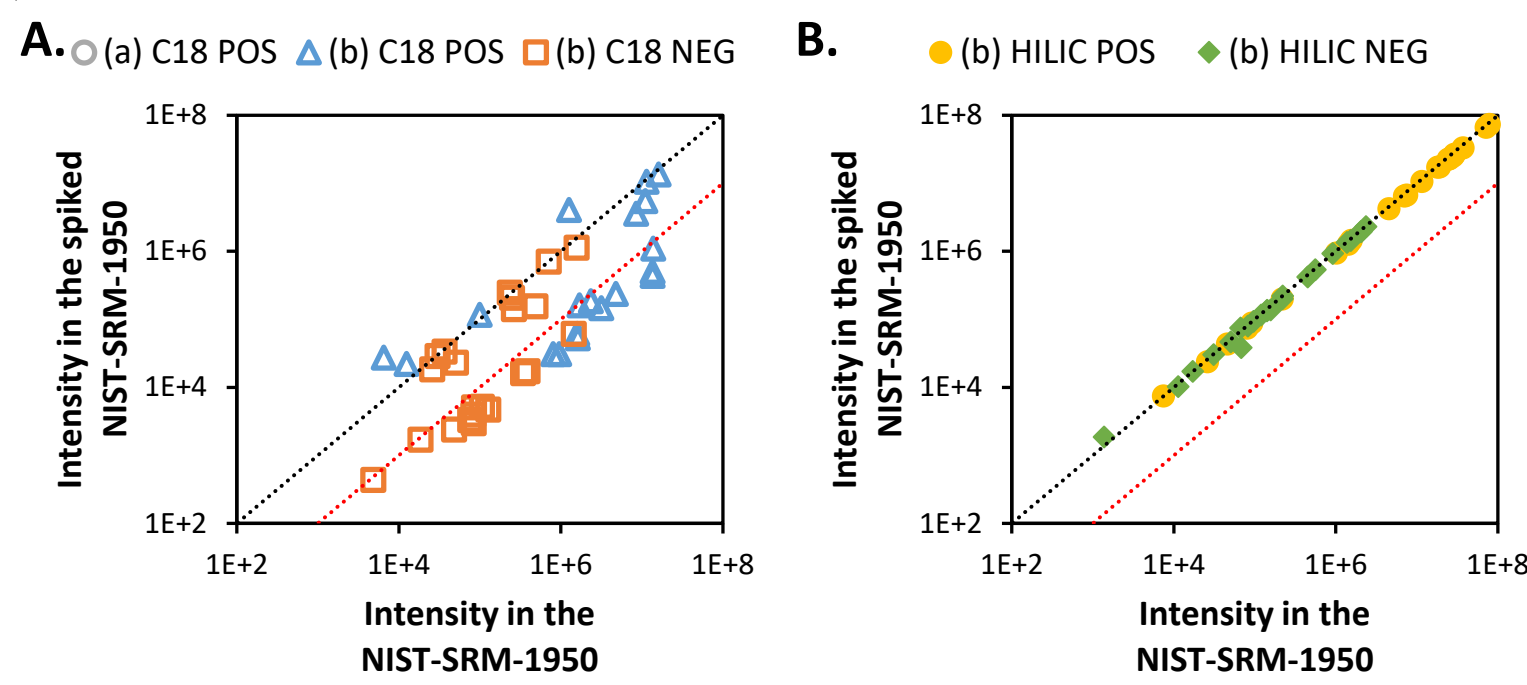 A. (a) C18 POS (b) C18 POS (b) C18 NEG
1E+8
1E+6
1E+4
1E+2
1E+2 1E+4 1E+6 1E+8
Intensity in the spiked
NIST-SRM-1950
Intensity in the
NIST-SRM-1950
B. (b) HILIC POS (b) HILIC NEG
1E+8
1E+6
1E+4
1E+2
1E+2 1E+4 1E+6 1E+8
Intensity in the spiked
NIST-SRM-1950
Intensity in the
NIST-SRM-1950